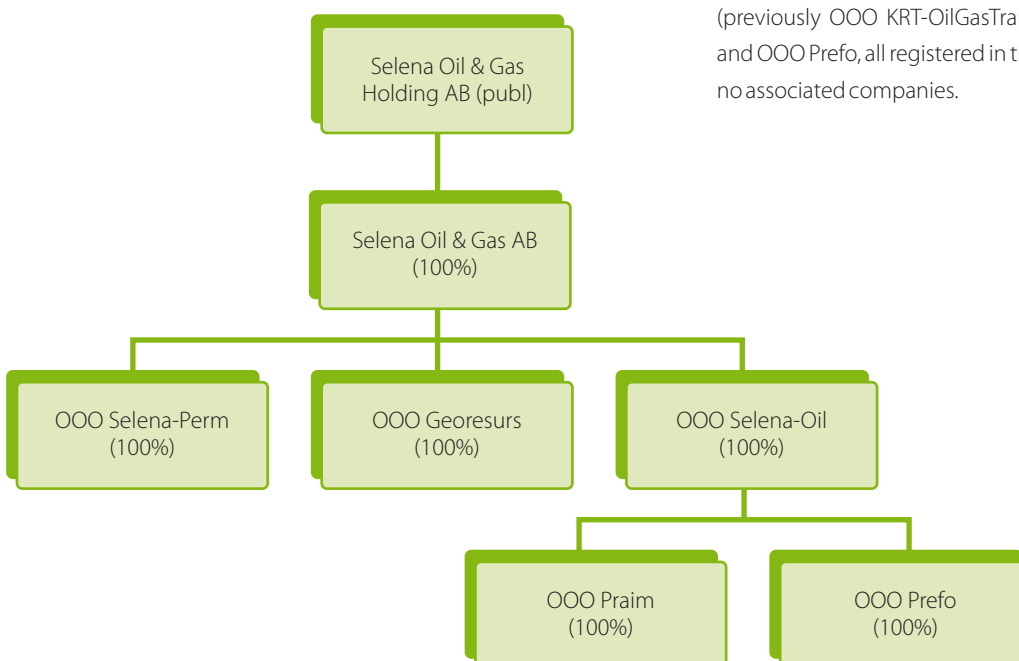 (previously OOO KRT-OilGasTra
and OOO Prefo, all registered in t
no associated companies.
Selena Oil & Gas
Holding AB (publ)
Selena Oil & Gas AB
(100%)
OOO Selena-Perm
(100%)
OOO Georesurs
(100%)
OOO Selena-Oil
(100%)
OOO Praim
(100%)
OOO Prefo
(100%)